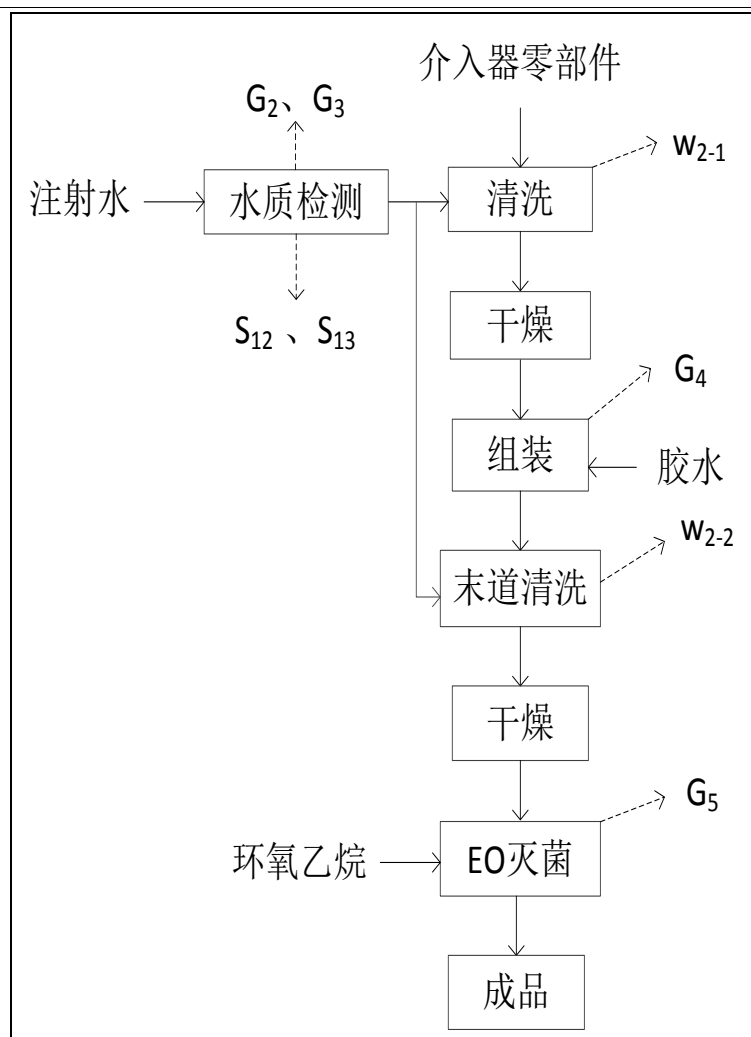 介入器零部件
G₂、G₃
w₂₋₁
注射水
水质检测
清洗
S₁₂、S₁₃
干燥
G₄
组装
胶水
w₂₋₂
末道清洗
干燥
G₅
环氧乙烷
EO灭菌
成品